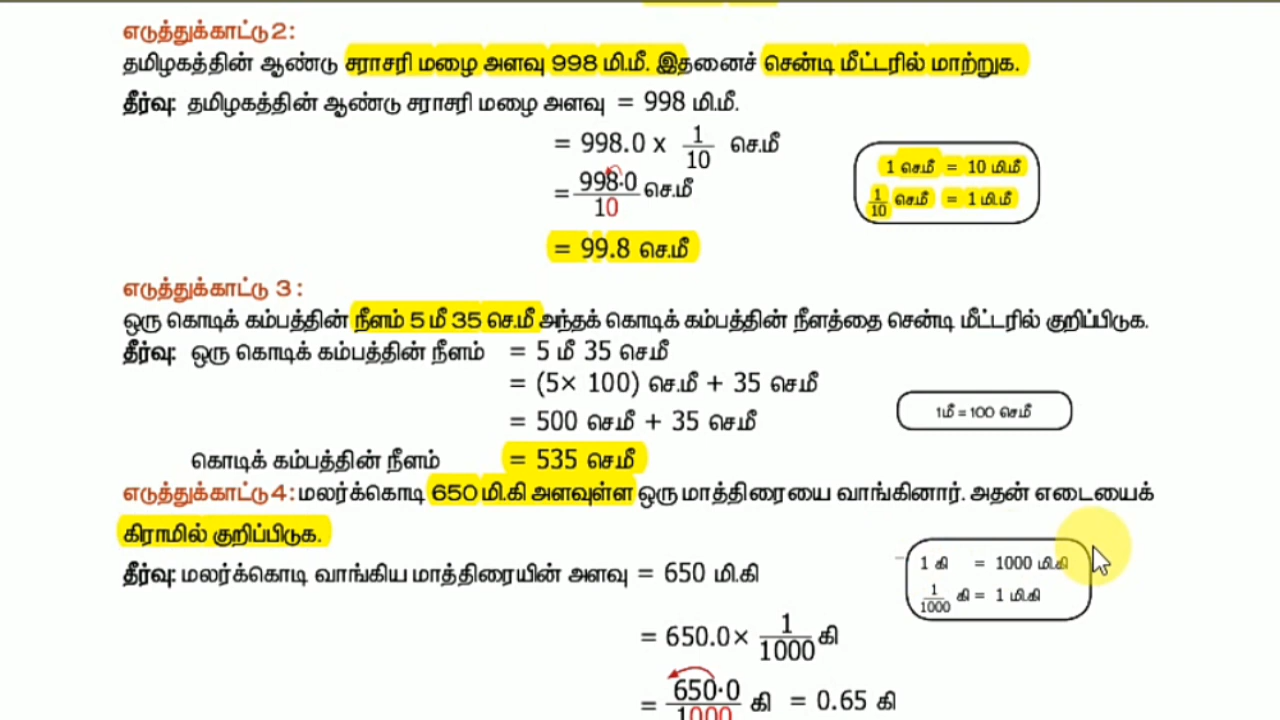 எடுத்துக்காட்டு 2:
தமிழகத்தின் ஆண்டு சராசரி மழை அளவு 998 மி.மீ. இதனைச் சென்டி மீட்டரில் மாற்றுக.
தீர்வு: தமிழகத்தின் ஆண்டு சராசரி மழை அளவு = 998 மி.மீ.
= 998.0 x 1/10 செ.மீ
= 998·0/10 செ.மீ
1 செ.மீ = 10 மி.மீ
1/10 செ.மீ = 1 மி.மீ
= 99.8 செ.மீ
எடுத்துக்காட்டு 3:
ஒரு கொடிக் கம்பத்தின் நீளம் 5 மீ 35 செ.மீ அந்தக் கொடிக் கம்பத்தின் நீளத்தை சென்டி மீட்டரில் குறிப்பிடுக.
தீர்வு: ஒரு கொடிக் கம்பத்தின் நீளம் = 5 மீ 35 செமீ
= (5× 100) செ.மீ + 35 செமீ
1மீ = 100 செமீ
= 500 செமீ + 35 செமீ
கொடிக் கம்பத்தின் நீளம் = 535 செமீ
எடுத்துக்காட்டு 4: மலர்க்கொடி 650 மி.கி அளவுள்ள ஒரு மாத்திரையை வாங்கினார். அதன் எடையைக்
கிராமில் குறிப்பிடுக.
தீர்வு: மலர்க்கொடி வாங்கிய மாத்திரையின் அளவு = 650 மி.கி
1 கி = 1000 மி.கி
1/1000 கி = 1 மி.கி
= 650.0× 1/1000 கி
= 650·0/1000 கி = 0.65 கி